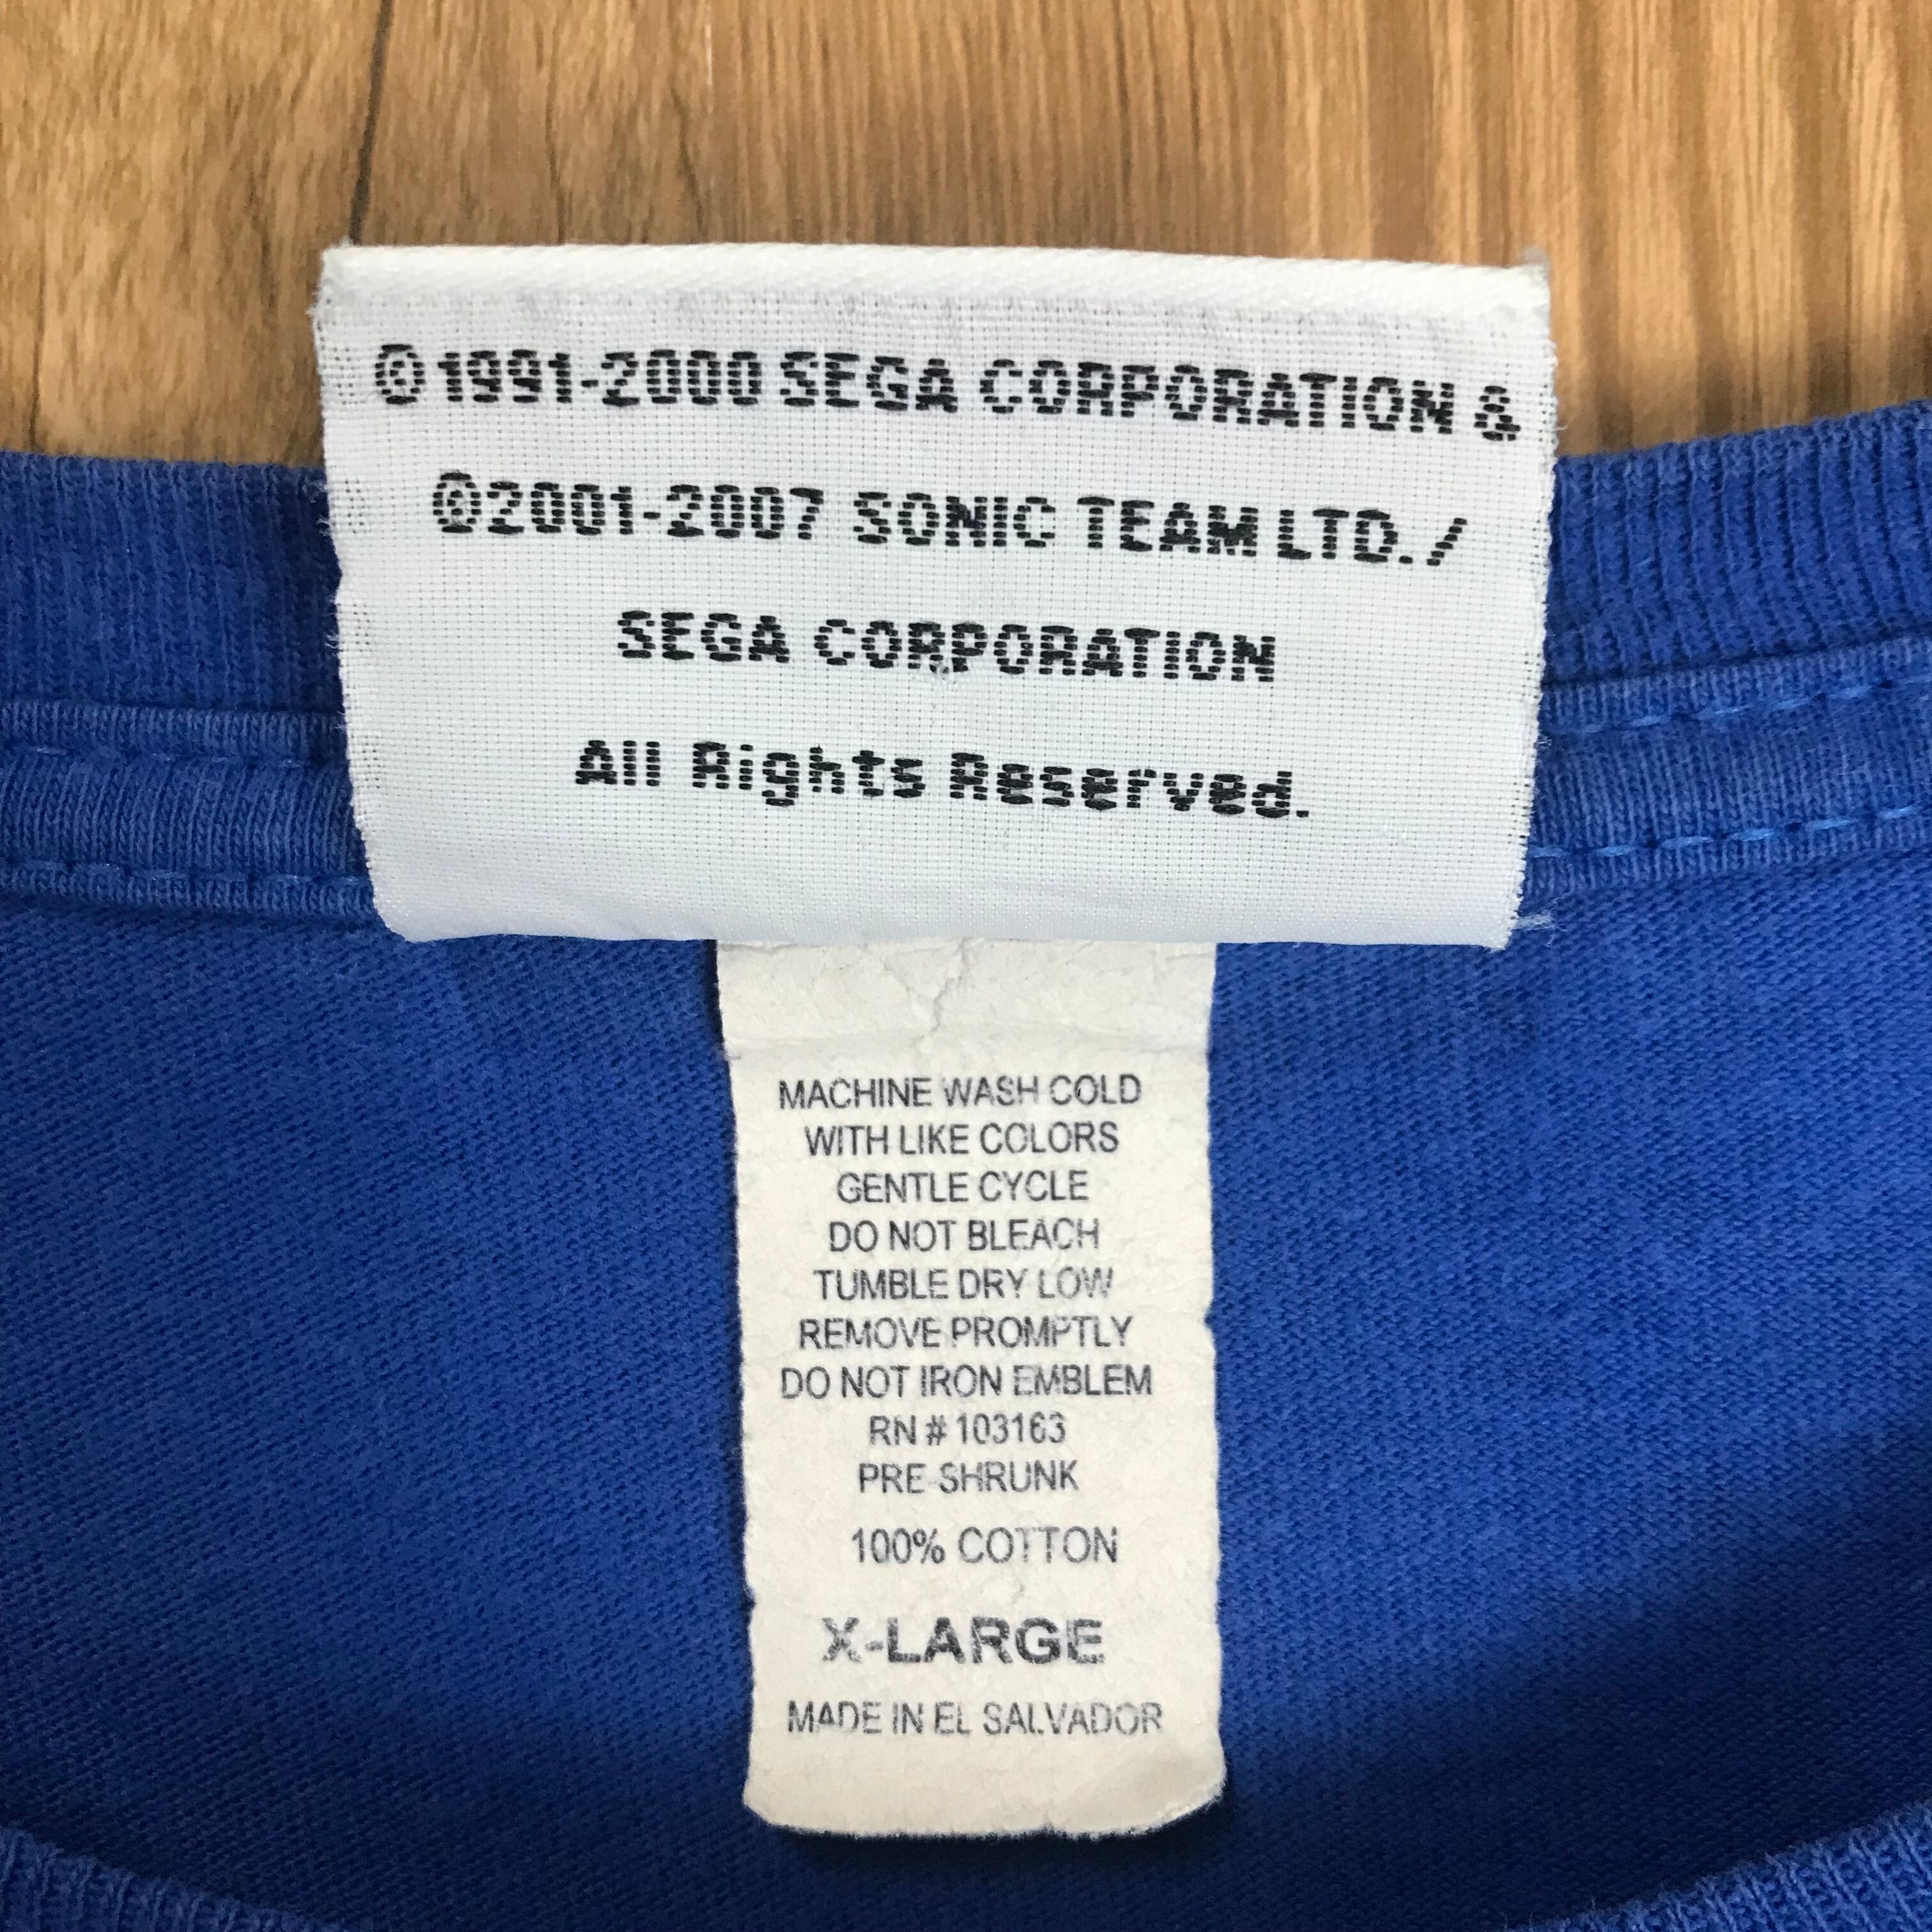 ©1991-2000 SEGA CORPORATION &
©2001-2007 SONIC TEAM LTD./
SEGA CORPORATION
All Rights Reserved.
MACHINE WASH COLD
WITH LIKE COLORS
GENTLE CYCLE
DO NOT BLEACH
TUMBLE DRY LOW
REMOVE PROMPTLY
DO NOT IRON EMBLEM
RN # 103163
PRE-SHRUNK
100% COTTON
X-LARGE
MADE IN EL SALVADOR